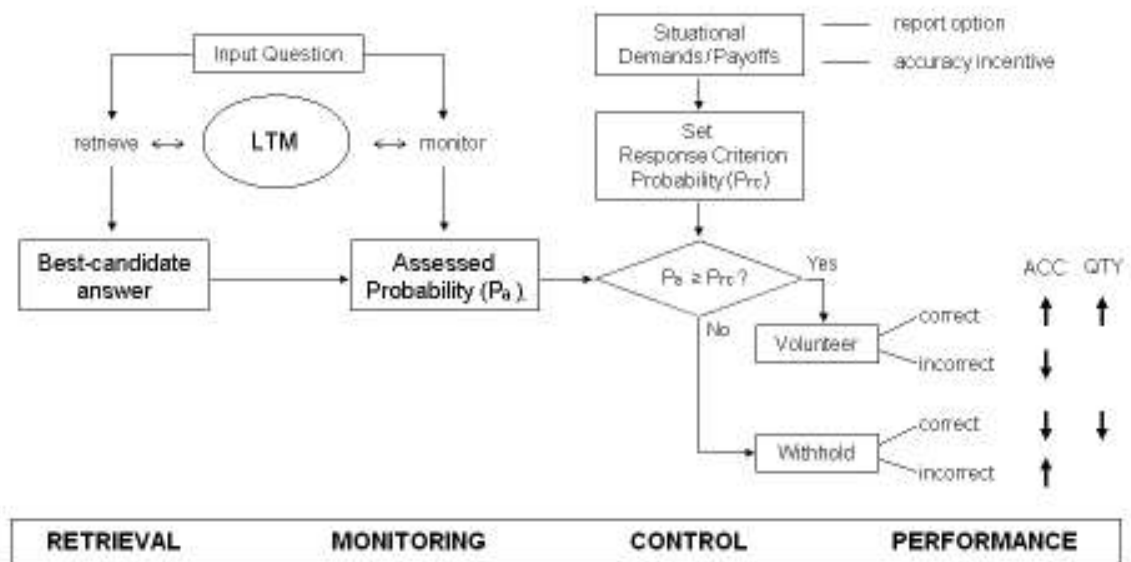 Input Question
retrieve
LTM
monitor
Best-candidate
answer
Assessed
Probability (Pa)
Situational
Demands/Payoffs
report option
accuracy incentive
Set
Response Criterion
Probability (Prc)
Pa ≥ Prc?
Yes
No
Volunteer
correct
incorrect
Withhold
correct
incorrect
ACC QTY
RETRIEVAL MONITORING CONTROL PERFORMANCE